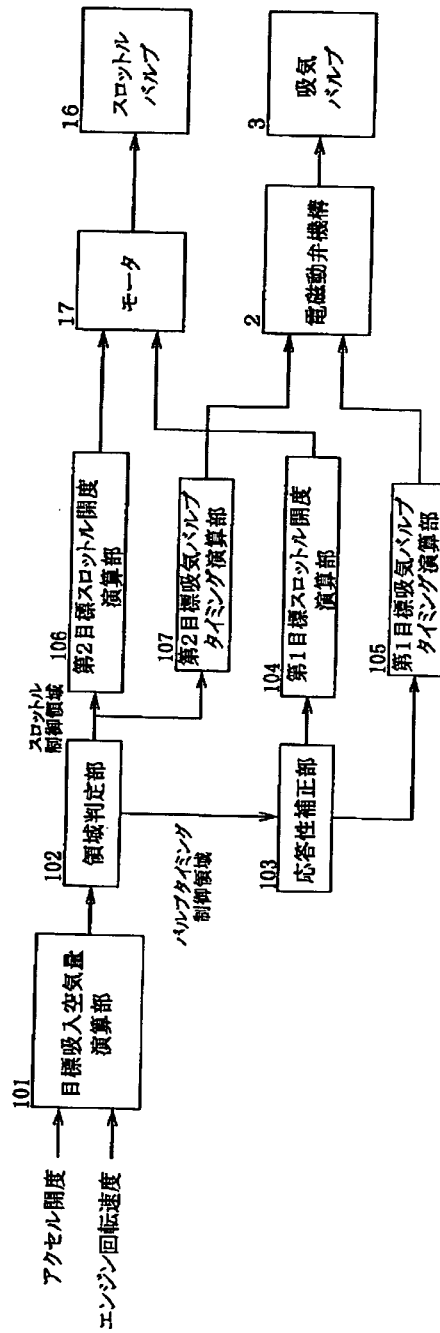 アクセル開度
エンジン回転速度
101
目標吸入空気量
演算部
102
領域判定部
スロットル
制御領域
バルブタイミング
制御領域
103
応答性補正部
106
第2目標スロットル開度
演算部
107
第2目標吸気バルブ
タイミング演算部
104
第1目標スロットル開度
演算部
105
第1目標吸気バルブ
タイミング演算部
17
モータ
2
電磁動弁機構
16
スロットル
バルブ
3
吸気
バルブ